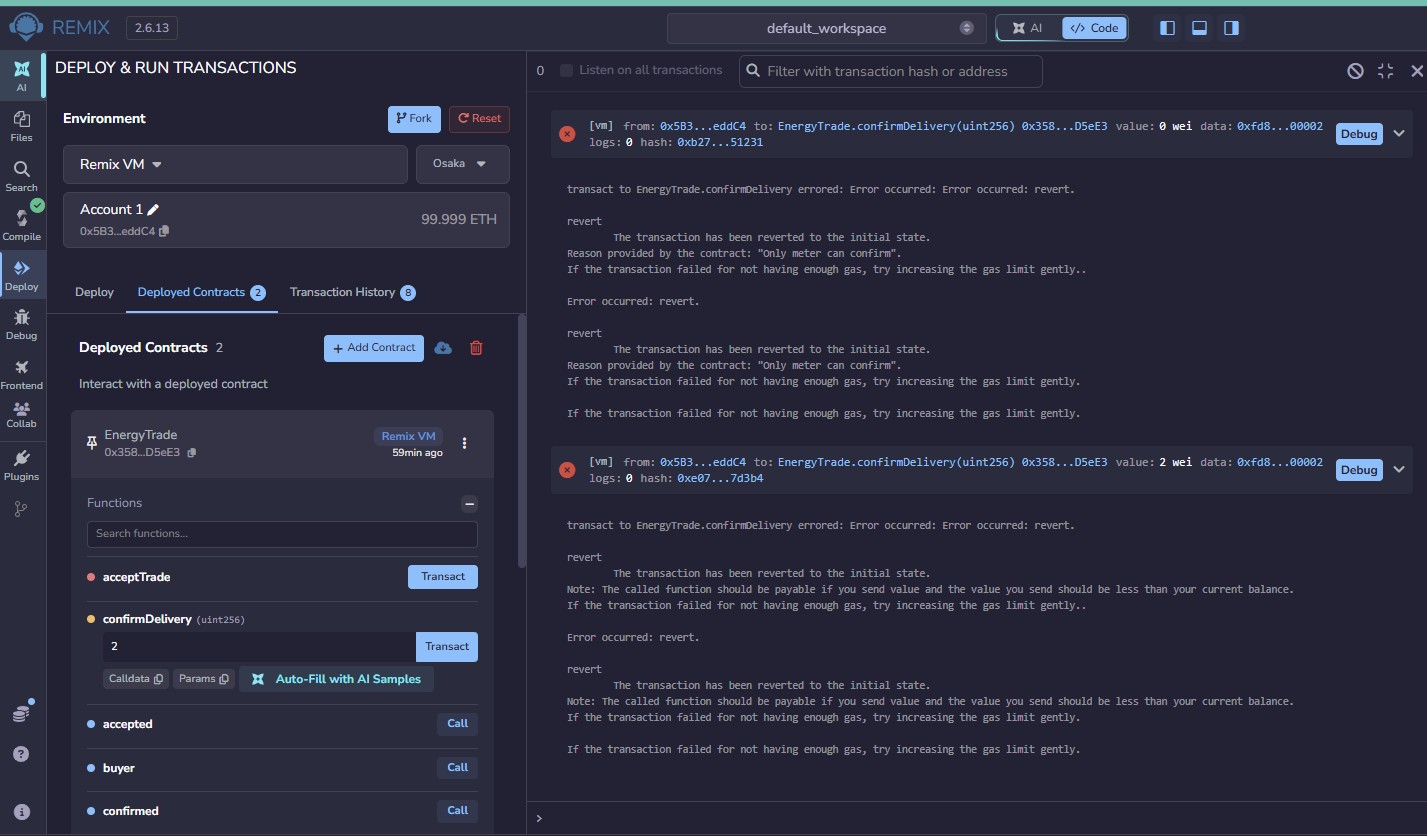 REMIX 2.6.13 default_workspace AI </> Code
AI
Files
Search
Compile
Deploy
Debug
Frontend
Collab
Plugins
DEPLOY & RUN TRANSACTIONS
Environment Fork Reset
Remix VM Osaka
Account 1 99.999 ETH
0x5B3...eddC4
Deploy Deployed Contracts 2 Transaction History 8
Deployed Contracts 2 + Add Contract
Interact with a deployed contract
EnergyTrade Remix VM
0x358...D5eE3 59min ago
Functions
Search functions...
acceptTrade Transact
confirmDelivery (uint256)
2 Transact
Calldata Params Auto-Fill with AI Samples
accepted Call
buyer Call
confirmed Call
0 Listen on all transactions Filter with transaction hash or address
[vm] from: 0x5B3...eddC4 to: EnergyTrade.confirmDelivery(uint256) 0x358...D5eE3 value: 0 wei data: 0xfd8...00002 Debug
logs: 0 hash: 0xb27...51231
transact to EnergyTrade.confirmDelivery errored: Error occurred: Error occurred: revert.
revert
The transaction has been reverted to the initial state.
Reason provided by the contract: "Only meter can confirm".
If the transaction failed for not having enough gas, try increasing the gas limit gently..
Error occurred: revert.
revert
The transaction has been reverted to the initial state.
Reason provided by the contract: "Only meter can confirm".
If the transaction failed for not having enough gas, try increasing the gas limit gently.
If the transaction failed for not having enough gas, try increasing the gas limit gently.
[vm] from: 0x5B3...eddC4 to: EnergyTrade.confirmDelivery(uint256) 0x358...D5eE3 value: 2 wei data: 0xfd8...00002 Debug
logs: 0 hash: 0xe07...7d3b4
transact to EnergyTrade.confirmDelivery errored: Error occurred: Error occurred: revert.
revert
The transaction has been reverted to the initial state.
Note: The called function should be payable if you send value and the value you send should be less than your current balance.
If the transaction failed for not having enough gas, try increasing the gas limit gently..
Error occurred: revert.
revert
The transaction has been reverted to the initial state.
Note: The called function should be payable if you send value and the value you send should be less than your current balance.
If the transaction failed for not having enough gas, try increasing the gas limit gently.
If the transaction failed for not having enough gas, try increasing the gas limit gently.
>